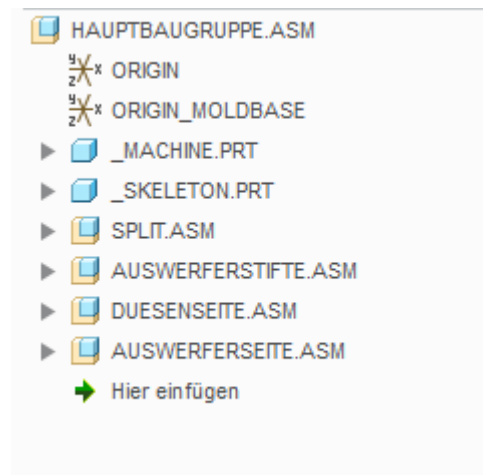 HAUPTBAUGRUPPE.ASM
ORIGIN
ORIGIN_MOLDBASE
_MACHINE.PRT
_SKELETON.PRT
SPLIT.ASM
AUSWERFERSTIFTE.ASM
DUESENSEITE.ASM
AUSWERFERSEITE.ASM
Hier einfügen